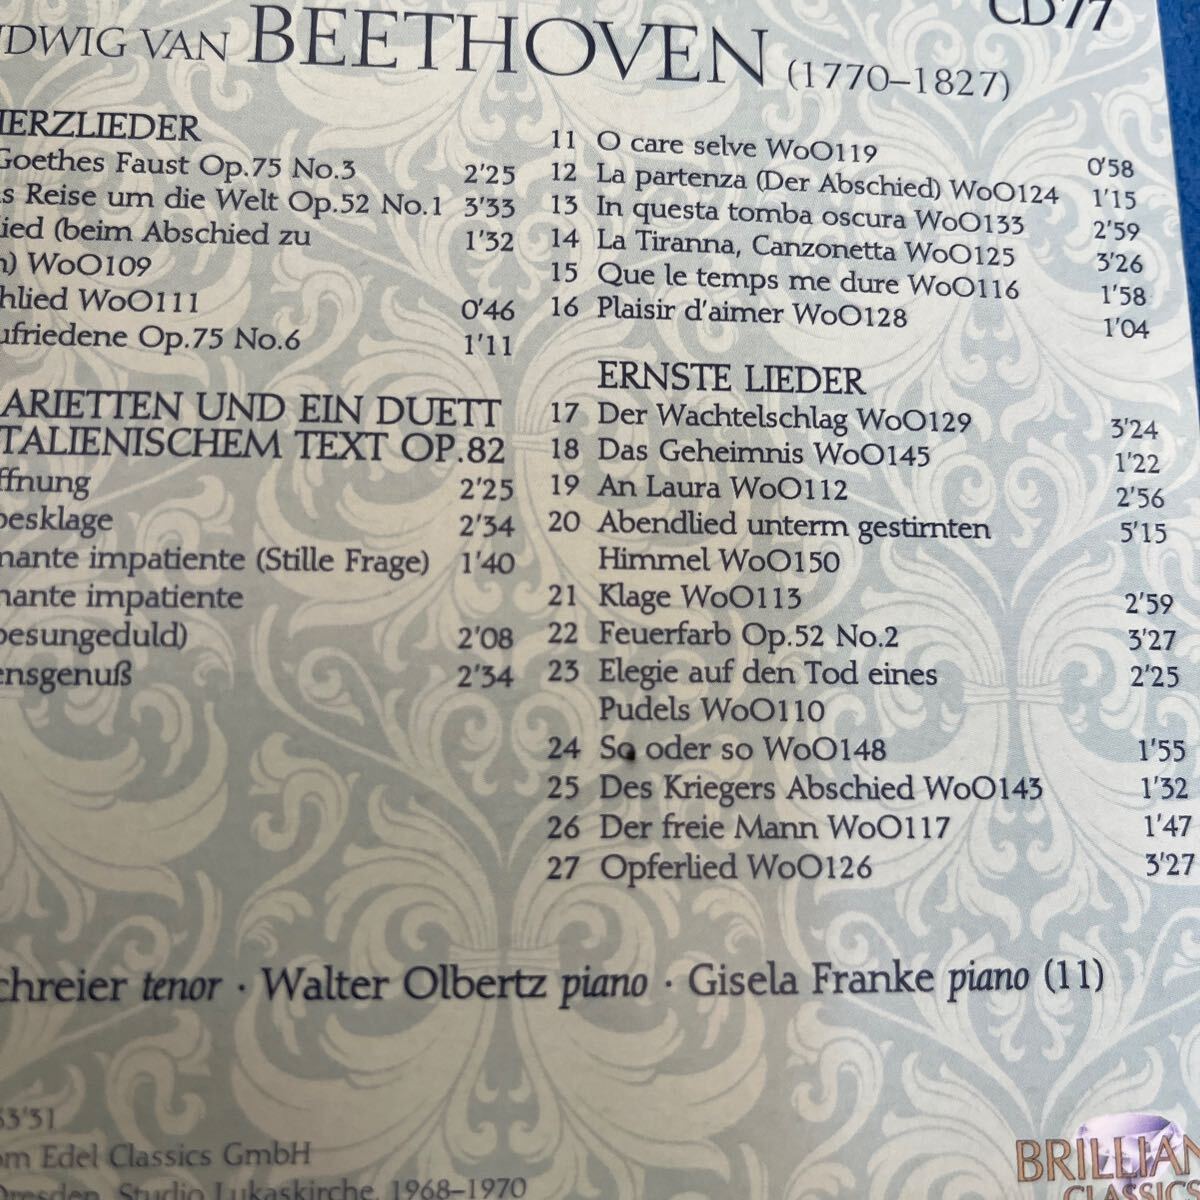 CD77
UDWIG VAN BEETHOVEN (1770–1827)
HERZLIEDER
Goethes Faust Op.75 No.3 2'25
s Reise um die Welt Op.52 No.1 3'33
ied (beim Abschied zu 1'32
n) WoO109
hlied WoO111 0'46
ufriedene Op.75 No.6 1'11
ARIETTEN UND EIN DUETT
TALIENISCHEM TEXT OP.82
ffnung 2'25
besklage 2'34
mante impatiente (Stille Frage) 1'40
nante impatiente
besungeduld) 2'08
ensgenuß 2'34
11 O care selve WoO119 0'58
12 La partenza (Der Abschied) WoO124 1'15
13 In questa tomba oscura WoO133 2'59
14 La Tiranna, Canzonetta WoO125 3'26
15 Que le temps me dure WoO116 1'58
16 Plaisir d'aimer WoO128 1'04
ERNSTE LIEDER
17 Der Wachtelschlag WoO129 3'24
18 Das Geheimnis WoO145 1'22
19 An Laura WoO112 2'56
20 Abendlied unterm gestirnten 5'15
Himmel WoO150
21 Klage WoO113 2'59
22 Feuerfarb Op.52 No.2 3'27
23 Elegie auf den Tod eines 2'25
Pudels WoO110
24 So oder so WoO148 1'55
25 Des Kriegers Abschied WoO143 1'32
26 Der freie Mann WoO117 1'47
27 Opferlied WoO126 3'27
chreier tenor · Walter Olbertz piano · Gisela Franke piano (11)
53'31
om Edel Classics GmbH
Dresden, Studio Lukaskirche, 1968–1970
BRILLIAN
CLASSICS